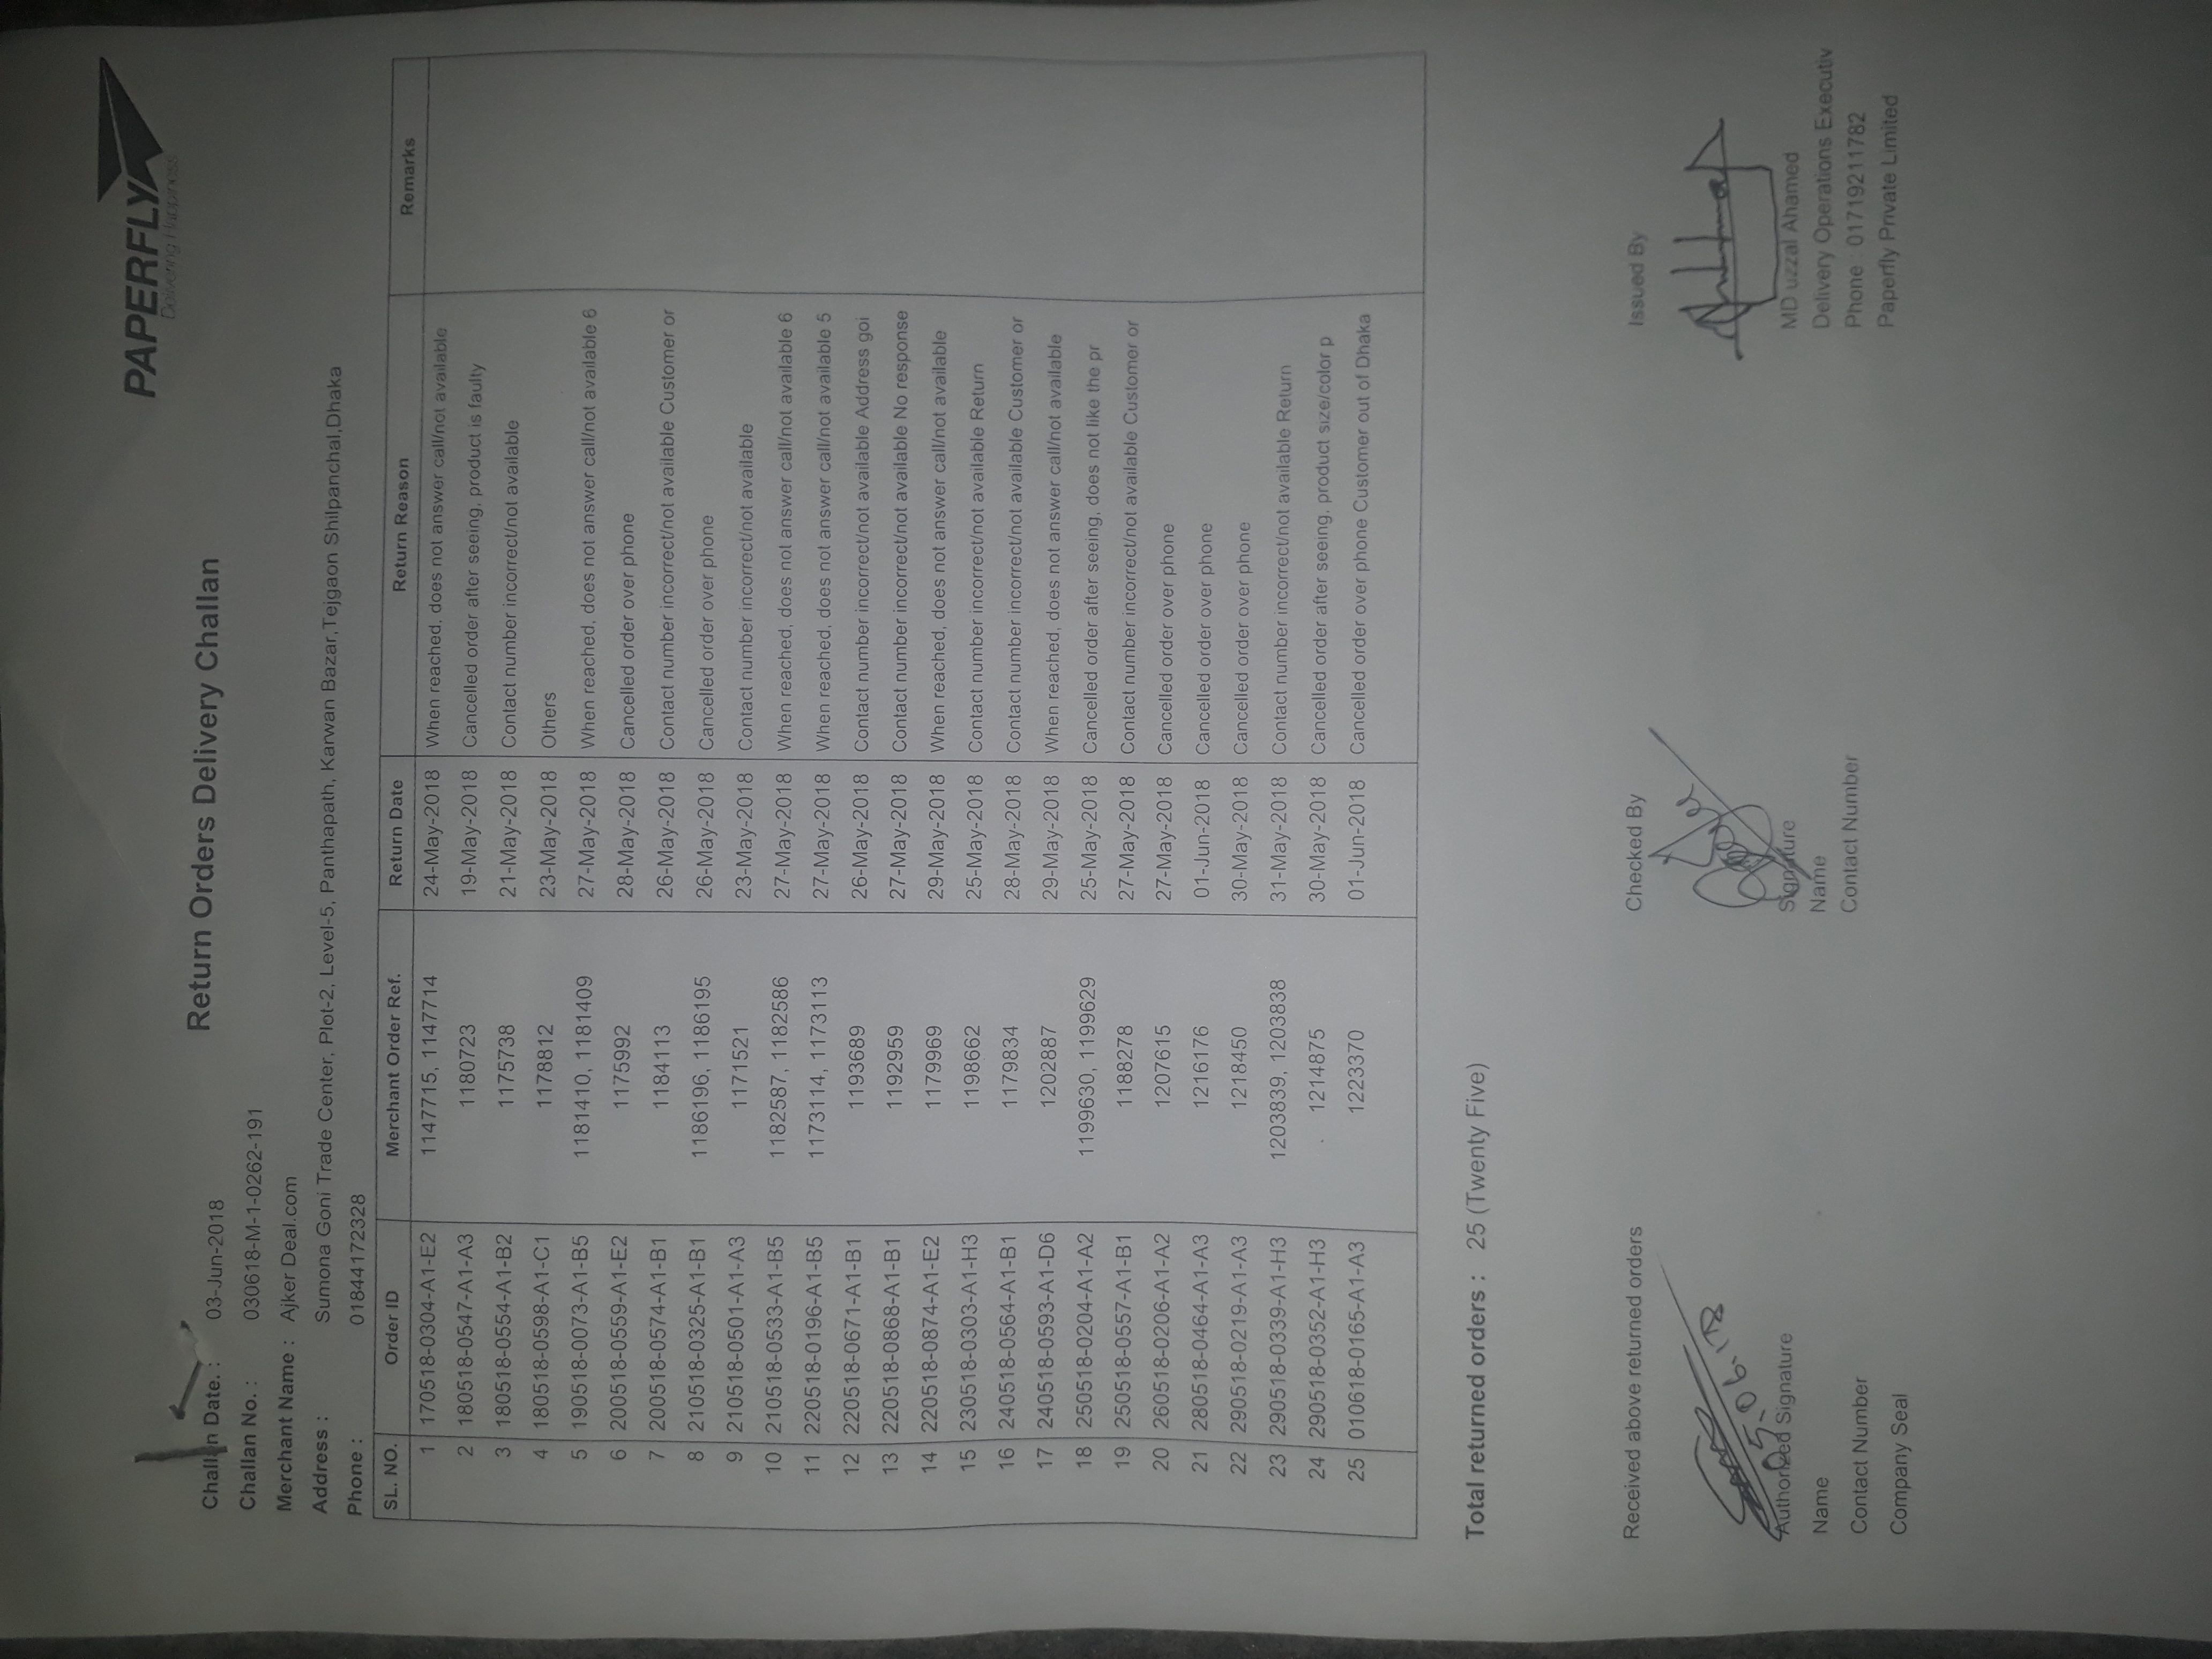 PAPERFLY
Delivering Happiness
Return Orders Delivery Challan
Challan Date. : 03-Jun-2018
Challan No. : 030618-M-1-0262-191
Merchant Name : Ajker Deal.com
Address : Sumona Goni Trade Center, Plot-2, Level-5, Panthapath, Karwan Bazar,Tejgaon Shilpanchal,Dhaka
Phone : 01844172328
SL. NO. Order ID Merchant Order Ref. Return Date Return Reason Remarks
1 170518-0304-A1-E2 1147715, 1147714 24-May-2018 When reached, does not answer call/not available
2 180518-0547-A1-A3 1180723 19-May-2018 Cancelled order after seeing, product is faulty
3 180518-0554-A1-B2 1175738 21-May-2018 Contact number incorrect/not available
4 180518-0598-A1-C1 1178812 23-May-2018 Others
5 190518-0073-A1-B5 1181410, 1181409 27-May-2018 When reached, does not answer call/not available 6
6 200518-0559-A1-E2 1175992 28-May-2018 Cancelled order over phone
7 200518-0574-A1-B1 1184113 26-May-2018 Contact number incorrect/not available Customer or
8 210518-0325-A1-B1 1186196, 1186195 26-May-2018 Cancelled order over phone
9 210518-0501-A1-A3 1171521 23-May-2018 Contact number incorrect/not available
10 210518-0533-A1-B5 1182587, 1182586 27-May-2018 When reached, does not answer call/not available 6
11 220518-0196-A1-B5 1173114, 1173113 27-May-2018 When reached, does not answer call/not available 5
12 220518-0671-A1-B1 1193689 26-May-2018 Contact number incorrect/not available Address goi
13 220518-0868-A1-B1 1192959 27-May-2018 Contact number incorrect/not available No response
14 220518-0874-A1-E2 1179969 29-May-2018 When reached, does not answer call/not available
15 230518-0303-A1-H3 1198662 25-May-2018 Contact number incorrect/not available Return
16 240518-0564-A1-B1 1179834 28-May-2018 Contact number incorrect/not available Customer or
17 240518-0593-A1-D6 1202887 29-May-2018 When reached, does not answer call/not available
18 250518-0204-A1-A2 1199630, 1199629 25-May-2018 Cancelled order after seeing, does not like the pr
19 250518-0557-A1-B1 1188278 27-May-2018 Contact number incorrect/not available Customer or
20 260518-0206-A1-A2 1207615 27-May-2018 Cancelled order over phone
21 280518-0464-A1-A3 1216176 01-Jun-2018 Cancelled order over phone
22 290518-0219-A1-A3 1218450 30-May-2018 Cancelled order over phone
23 290518-0339-A1-H3 1203839, 1203838 31-May-2018 Contact number incorrect/not available Return
24 290518-0352-A1-H3 1214875 30-May-2018 Cancelled order after seeing, product size/color p
25 010618-0165-A1-A3 1223370 01-Jun-2018 Cancelled order over phone Customer out of Dhaka
Total returned orders : 25 (Twenty Five)
Received above returned orders Checked By Issued By
05.06.18
Authorized Signature Signature MD uzzal Ahamed
Name Name Delivery Operations Executiv
Contact Number Contact Number Phone : 01719211782
Company Seal Paperfly Private Limited